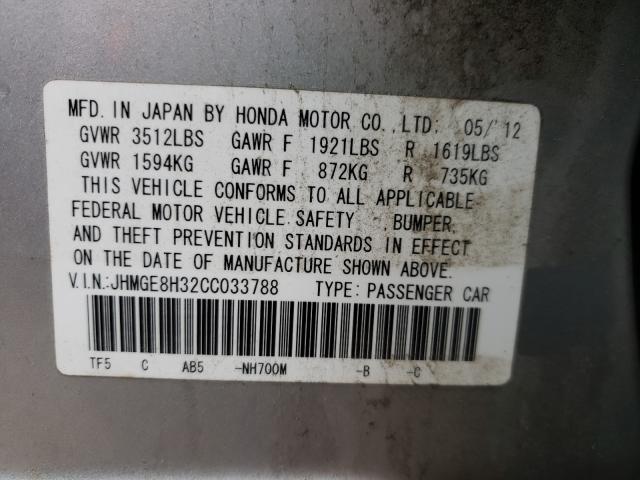 MFD. IN JAPAN BY HONDA MOTOR CO., LTD. 05/'12
GVWR 3512LBS GAWR F 1921LBS R 1619LBS
GVWR 1594KG GAWR F 872KG R 735KG
THIS VEHICLE CONFORMS TO ALL APPLICABLE
FEDERAL MOTOR VEHICLE SAFETY , BUMPER,
AND THEFT PREVENTION STANDARDS IN EFFECT
ON THE DATE OF MANUFACTURE SHOWN ABOVE.
V.I.N.:JHMGE8H32CC033788 TYPE: PASSENGER CAR
TF5 C AB5 -NH700M -B -C